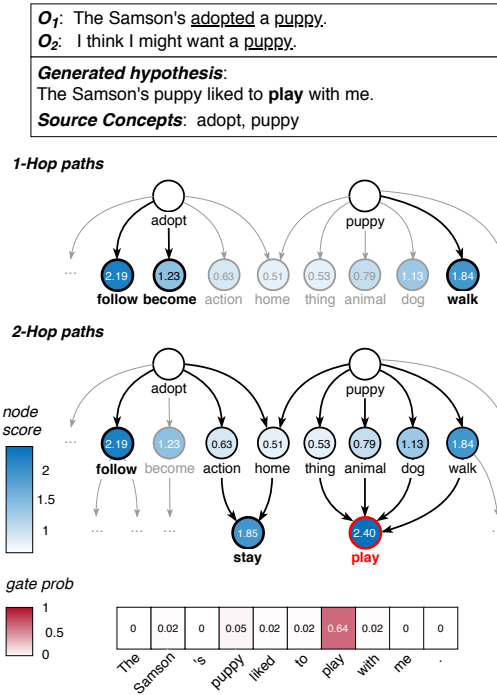 O1: The Samson's adopted a puppy.
O2: I think I might want a puppy.
Generated hypothesis:
The Samson's puppy liked to play with me.
Source Concepts: adopt, puppy
1-Hop paths
adopt puppy
... 2.19 1.23 0.63 0.51 0.53 0.79 1.13 1.84 ...
follow become action home thing animal dog walk
2-Hop paths
adopt puppy
node
score
... 2.19 1.23 0.63 0.51 0.53 0.79 1.13 1.84 ...
follow become action home thing animal dog walk
2
1.5
1
... ... ... 1.85 2.40 ...
stay play
gate prob
1
0.5
0
0 0.02 0 0.05 0.02 0.02 0.64 0.02 0 0
The Samson 's puppy liked to play with me .